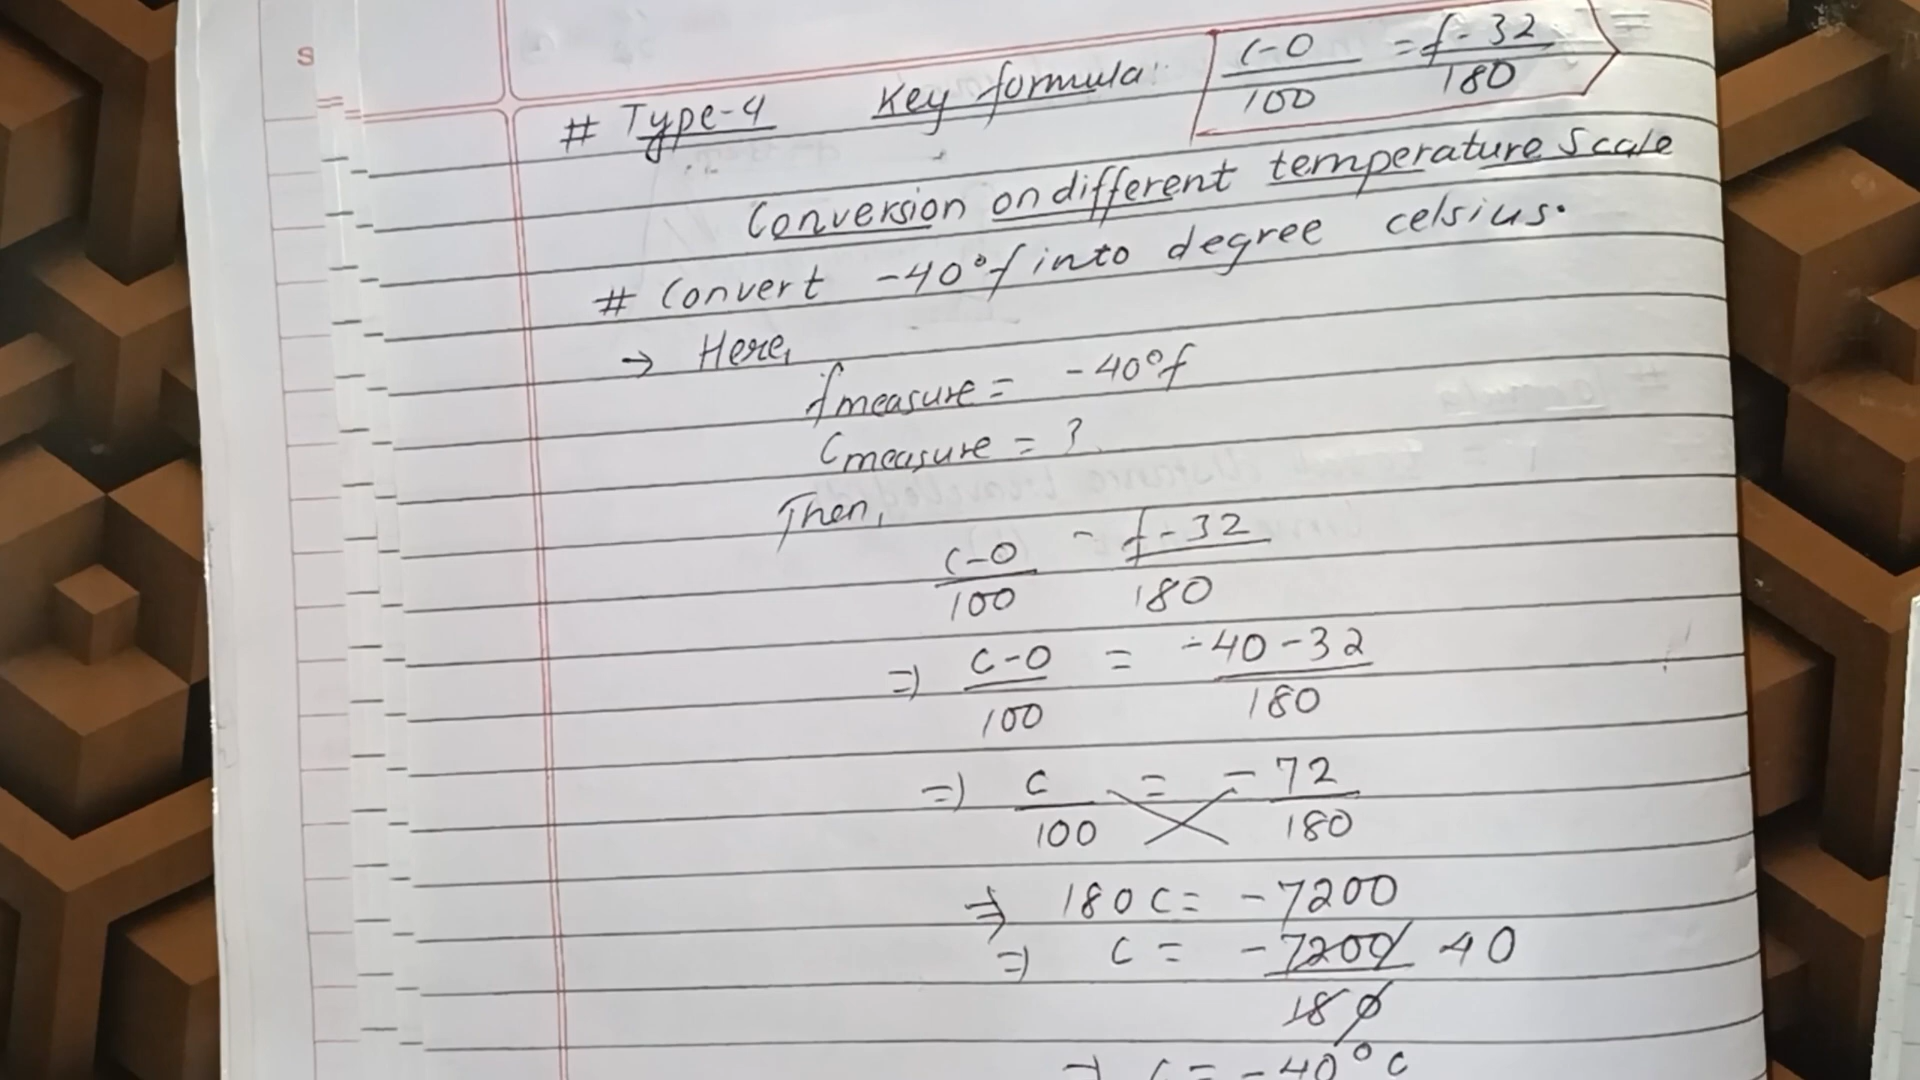 S
# Type-4 Key formula: C-0/100 = f-32/180
Conversion on different temperature Scale
# Convert -40°f into degree celsius.
→ Here,
fmeasure = -40°f
Cmeasure = ?
Then,
C-0/100 - f-32/180
⇒ C-0/100 = -40-32/180
⇒ C/100 = -72/180
⇒ 180C = -7200
⇒ C = -7200/180 40
⇒ C = -40°C